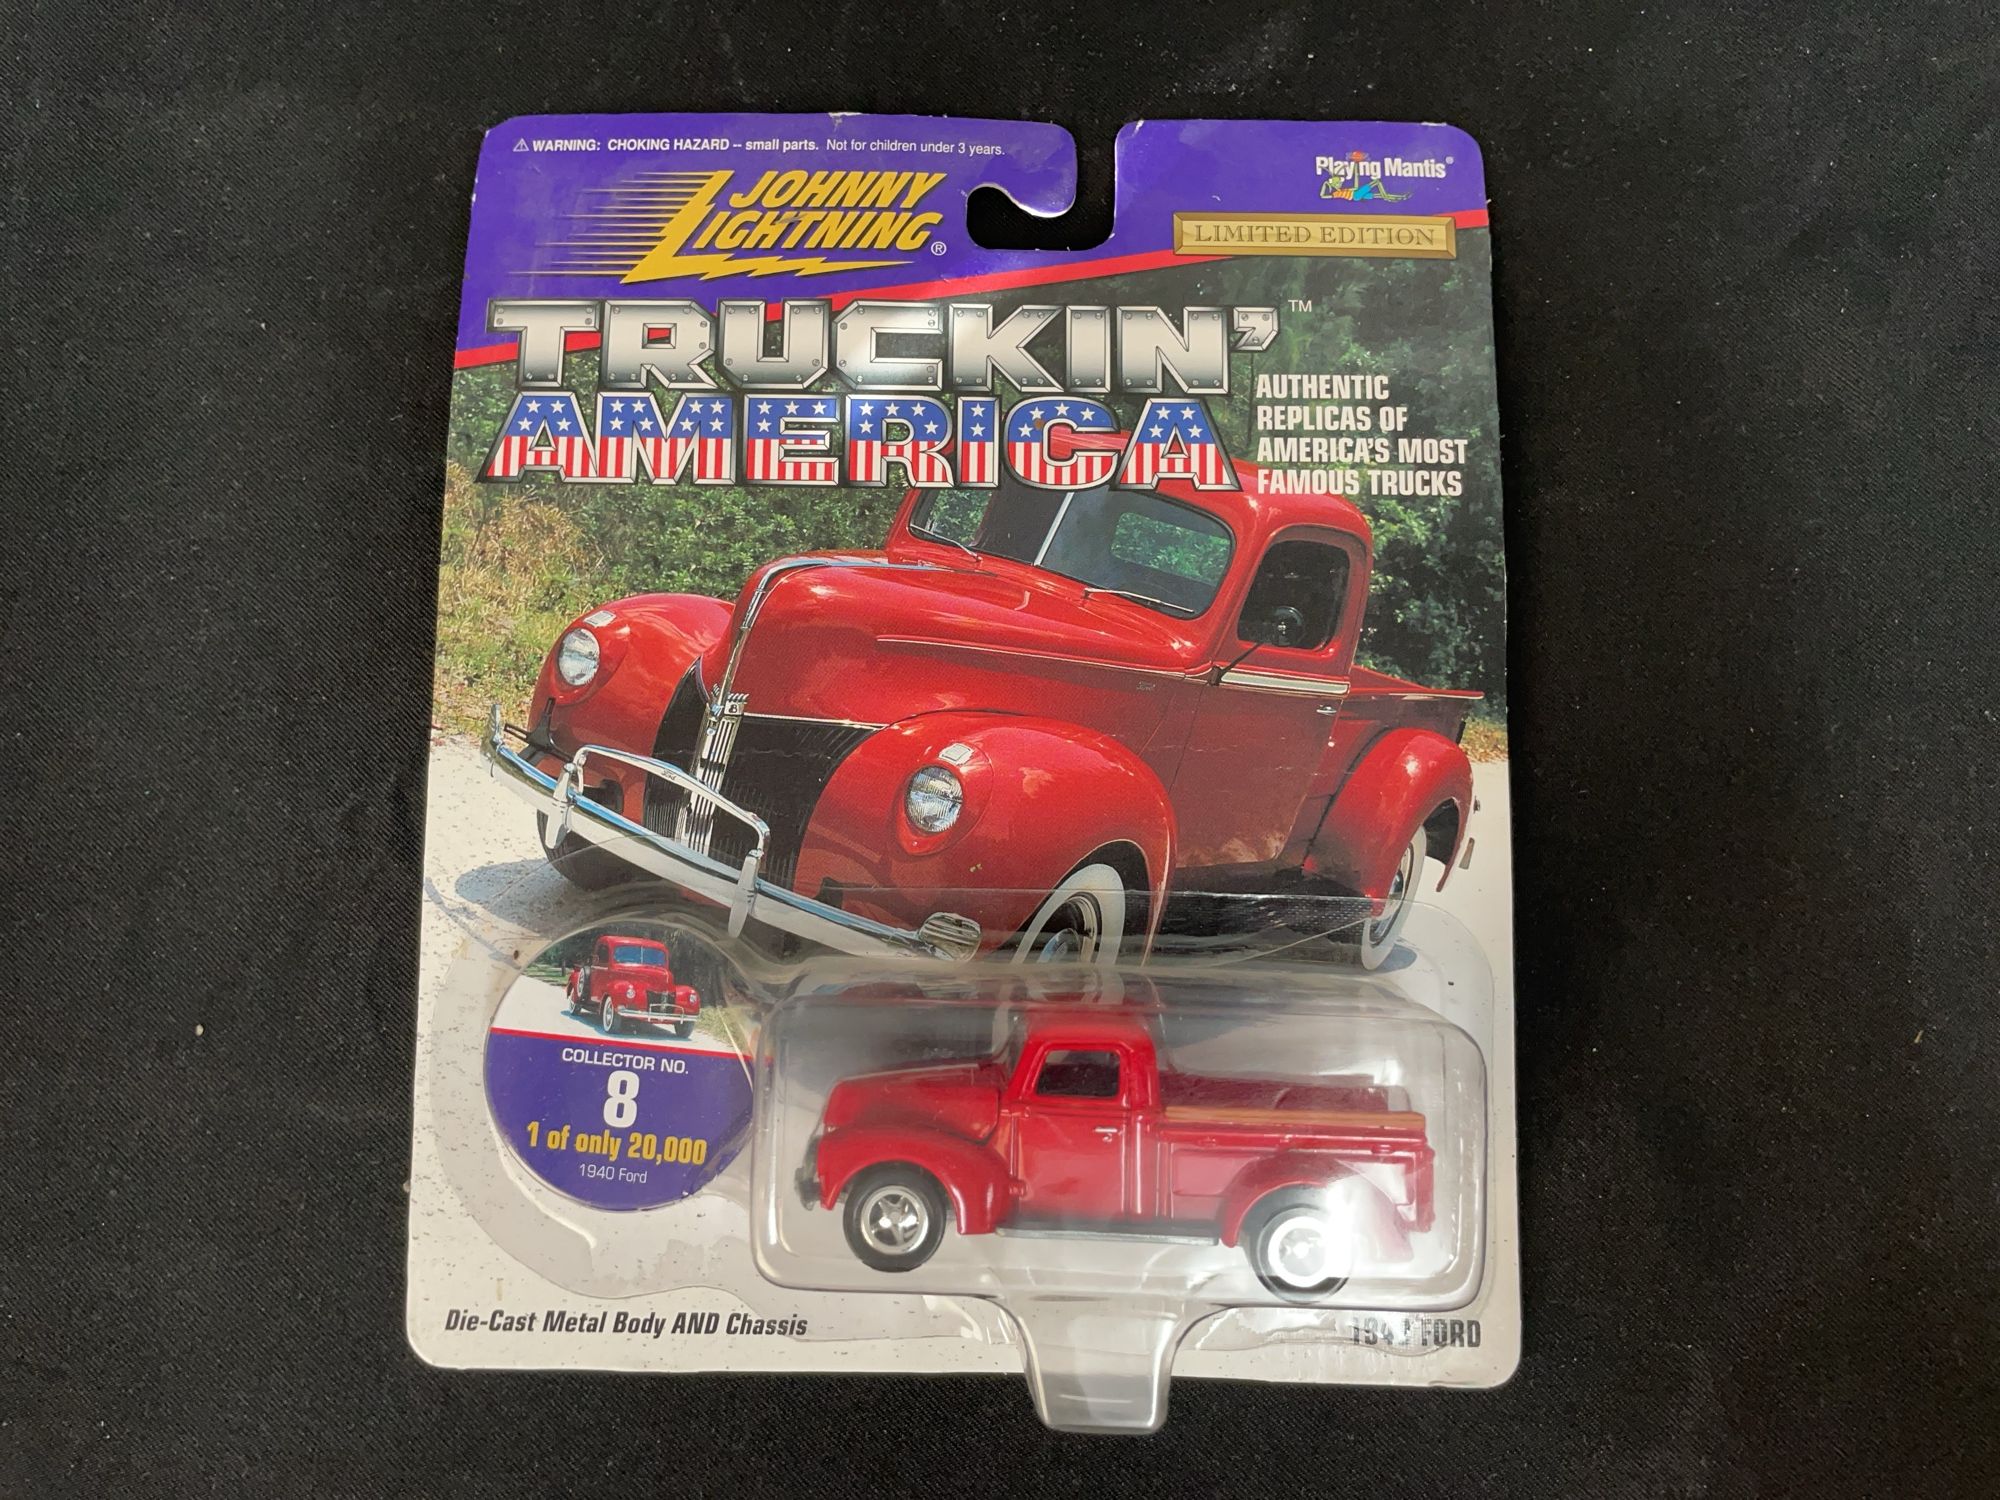 ⚠ WARNING: CHOKING HAZARD -- small parts. Not for children under 3 years.
Playing Mantis®
JOHNNY
LIGHTNING®
LIMITED EDITION
TRUCKIN'™
AMERICA
AUTHENTIC
REPLICAS OF
AMERICA'S MOST
FAMOUS TRUCKS
COLLECTOR NO.
8
1 of only 20,000
1940 Ford
Die-Cast Metal Body AND Chassis
1940 FORD